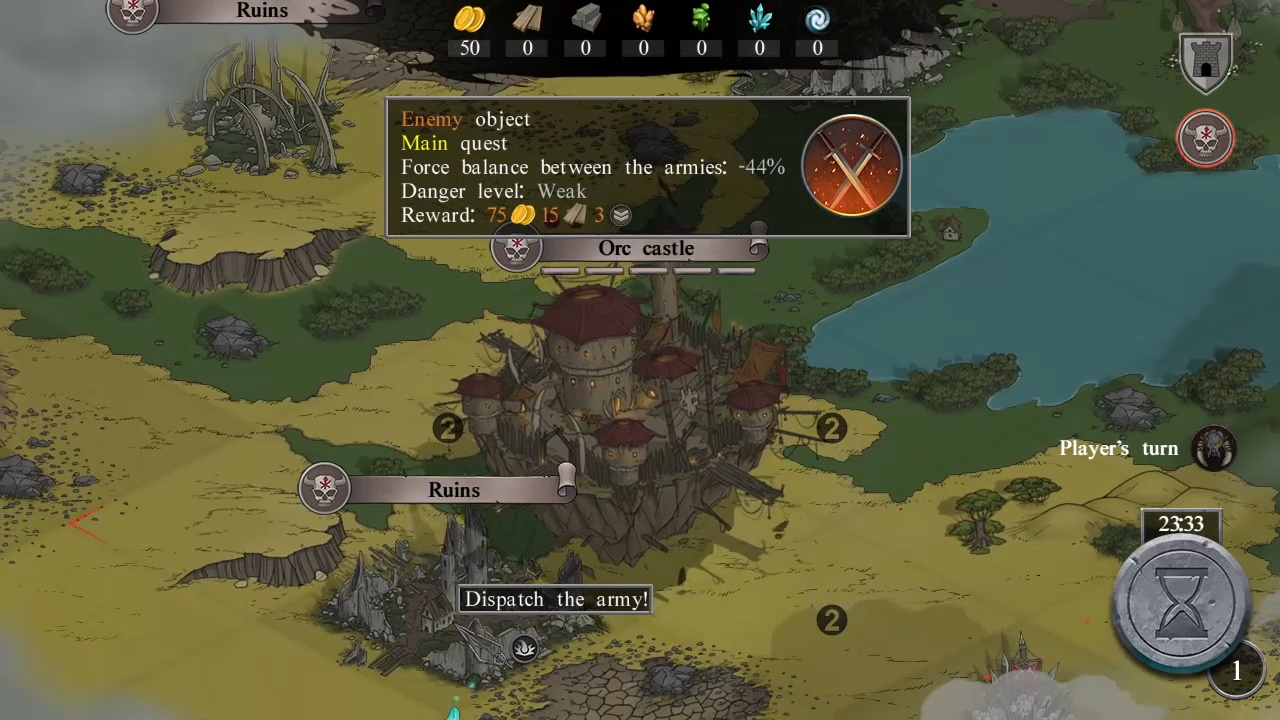 Ruins
50 0 0 0 0 0 0
Enemy object
Main quest
Force balance between the armies: -44%
Danger level: Weak
Reward: 75 15 3
Orc castle
2 2
Player's turn
Ruins
23:33
Dispatch the army!
2
1